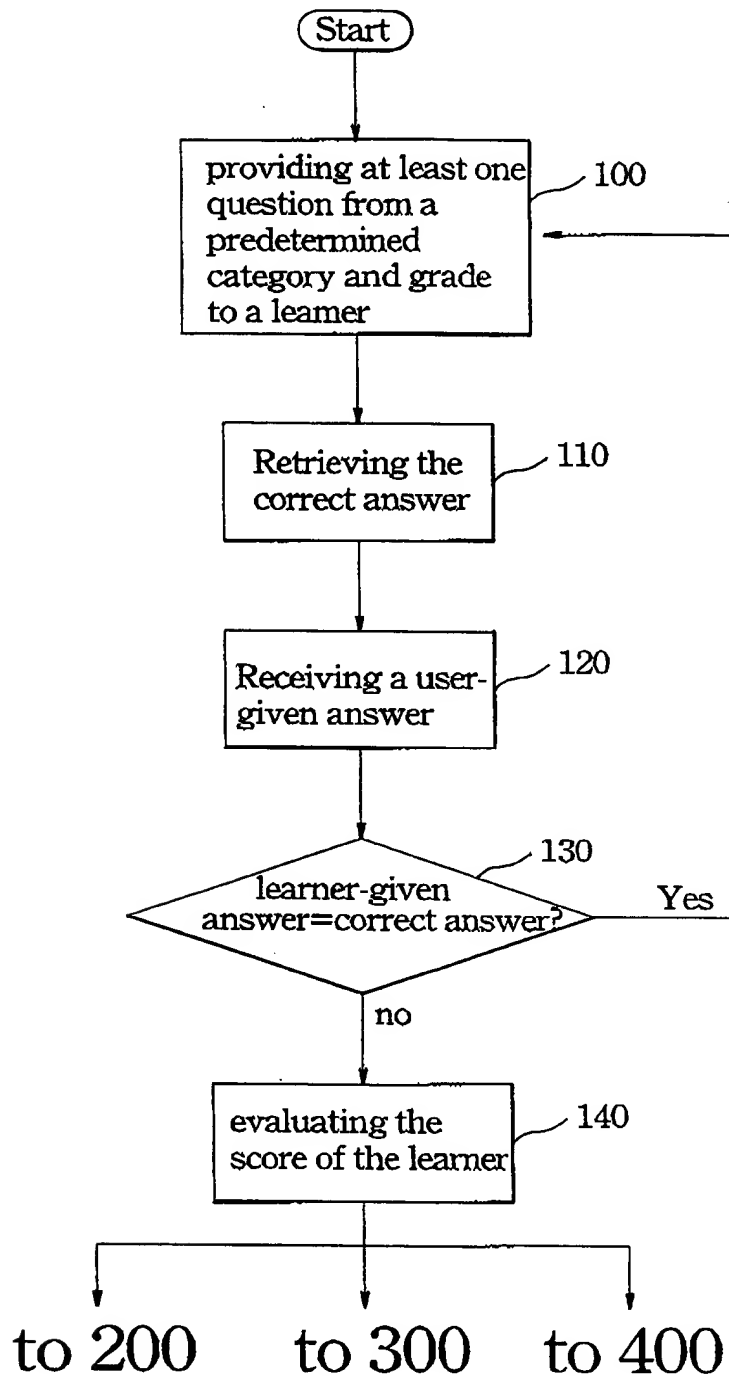 Start
providing at least one
question from a
predetermined
category and grade
to a learner
100
Retrieving the
correct answer
110
Receiving a user-
given answer
120
learner-given
answer=correct answer?
130
Yes
no
evaluating the
score of the learner
140
to 200
to 300
to 400